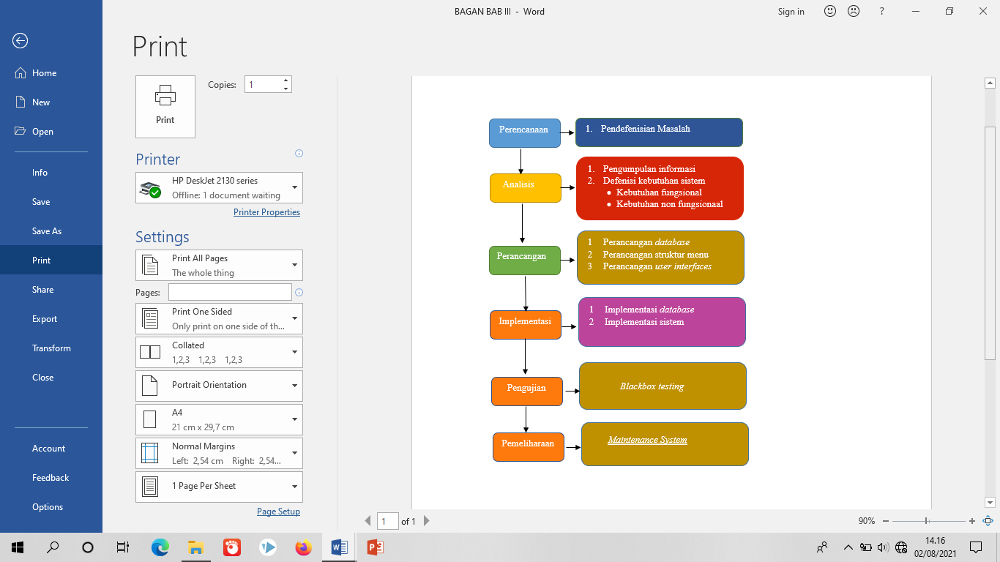 BAGAN BAB III - Word
Sign in
?
Print
Home
New
Open
Info
Save
Save As
Print
Share
Export
Transform
Close
Account
Feedback
Options
Print
Copies:
1
Printer
HP DeskJet 2130 series
Offline: 1 document waiting
Printer Properties
Settings
Print All Pages
The whole thing
Pages:
Print One Sided
Only print on one side of th...
Collated
1,2,3 1,2,3 1,2,3
Portrait Orientation
A4
21 cm x 29,7 cm
Normal Margins
Left: 2,54 cm Right: 2,54...
1 Page Per Sheet
Page Setup
Perencanaan
1. Pendefenisian Masalah
Analisis
1. Pengumpulan informasi
2. Defenisi kebutuhan sistem
• Kebutuhan fungsional
• Kebutuhan non fungsionaal
Perancangan
1 Perancangan database
2 Perancangan struktur menu
3 Perancangan user interfaces
Implementasi
1 Implementasi database
2 Implementasi sistem
Pengujian
Blackbox testing
Pemeliharaan
Maintenance System
1 of 1
90%
14.16
02/08/2021